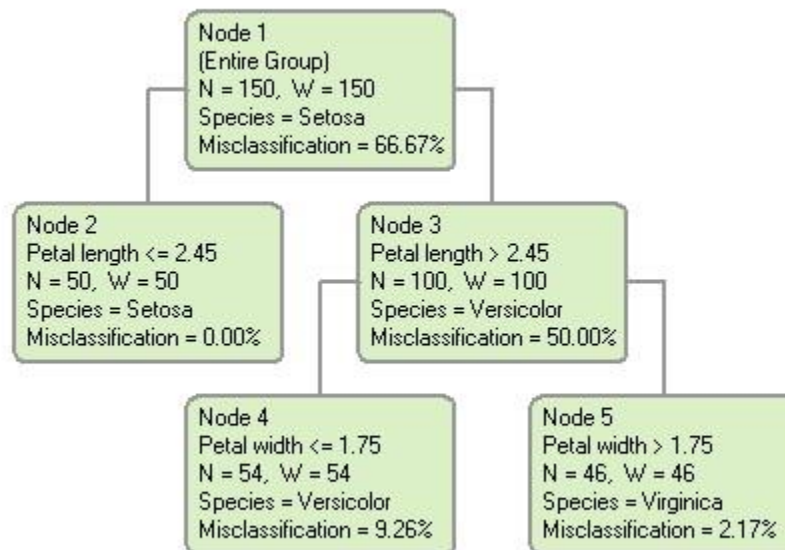 Node 1
(Entire Group)
N = 150, W = 150
Species = Setosa
Misclassification = 66.67%
Node 2
Petal length <= 2.45
N = 50, W = 50
Species = Setosa
Misclassification = 0.00%
Node 3
Petal length > 2.45
N = 100, W = 100
Species = Versicolor
Misclassification = 50.00%
Node 4
Petal width <= 1.75
N = 54, W = 54
Species = Versicolor
Misclassification = 9.26%
Node 5
Petal width > 1.75
N = 46, W = 46
Species = Virginica
Misclassification = 2.17%